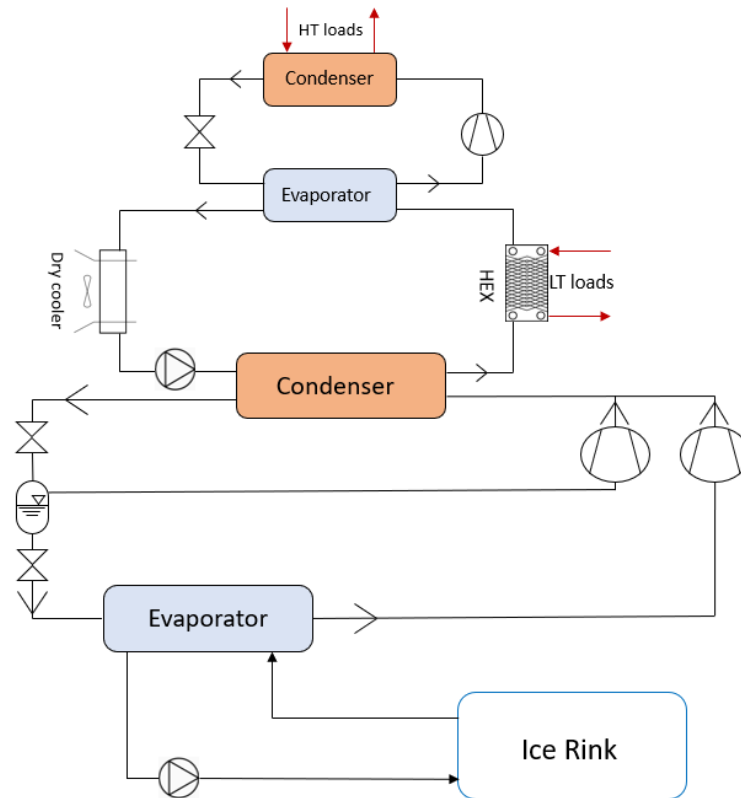 HT loads
Condenser
Evaporator
Dry cooler
HEX
LT loads
Condenser
Evaporator
Ice Rink